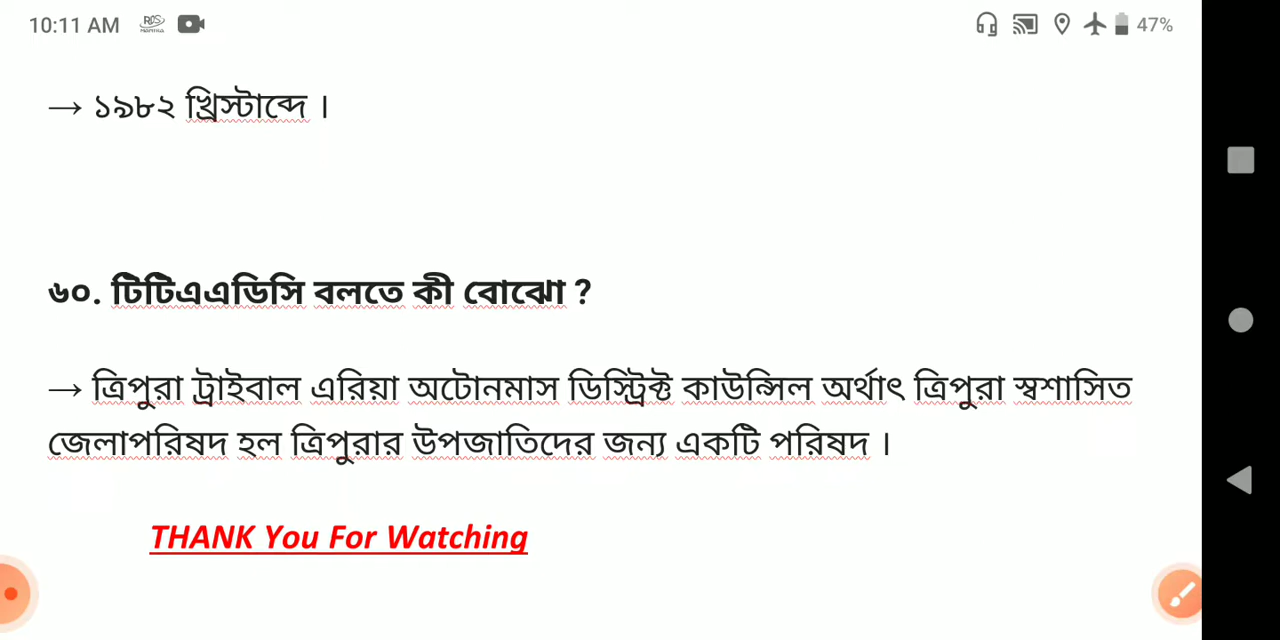 10:11 AM
47%
→ ১৯৮২ খ্রিস্টাব্দে ।
৬০. টিটিএএডিসি বলতে কী বোঝো ?
→ ত্রিপুরা ট্রাইবাল এরিয়া অটোনমাস ডিস্ট্রিক্ট কাউন্সিল অর্থাৎ ত্রিপুরা স্বশাসিত
জেলাপরিষদ হল ত্রিপুরার উপজাতিদের জন্য একটি পরিষদ ।
THANK You For Watching